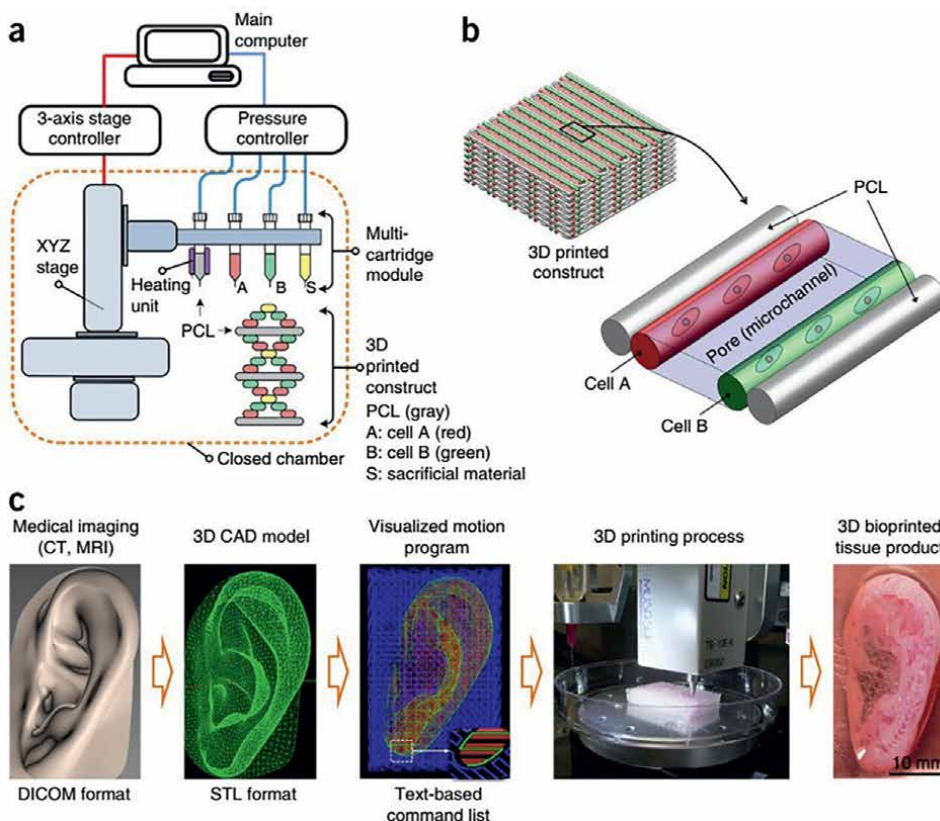 a
Main
computer
3-axis stage
controller
Pressure
controller
XYZ
stage
Heating
unit
A
B
S
Multi-
cartridge
module
PCL
3D
printed
construct
PCL (gray)
A: cell A (red)
B: cell B (green)
S: sacrificial material
Closed chamber
b
3D printed
construct
PCL
Pore (microchannel)
Cell A
Cell B
c
Medical imaging
(CT, MRI)
3D CAD model
Visualized motion
program
3D printing process
3D bioprinted
tissue product
10 mm
DICOM format
STL format
Text-based
command list